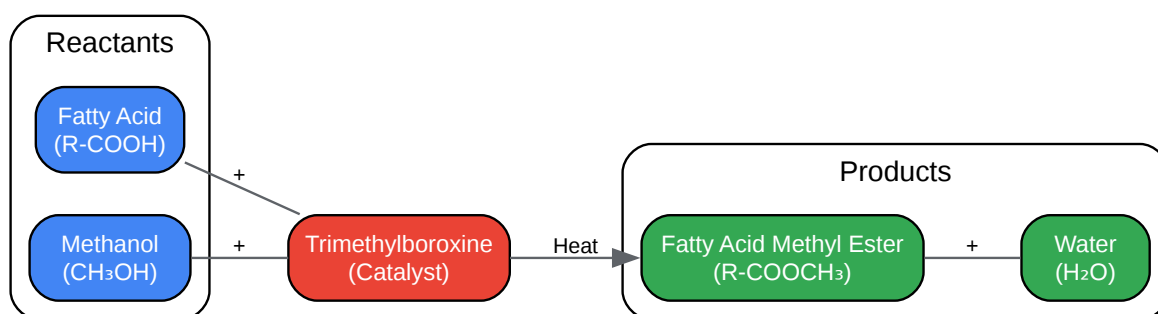 Reactants
Fatty Acid
(R-COOH)
+
Methanol
(CH₃OH)
+
Trimethylboroxine
(Catalyst)
Heat
Products
Fatty Acid Methyl Ester
(R-COOCH₃)
+
Water
(H₂O)